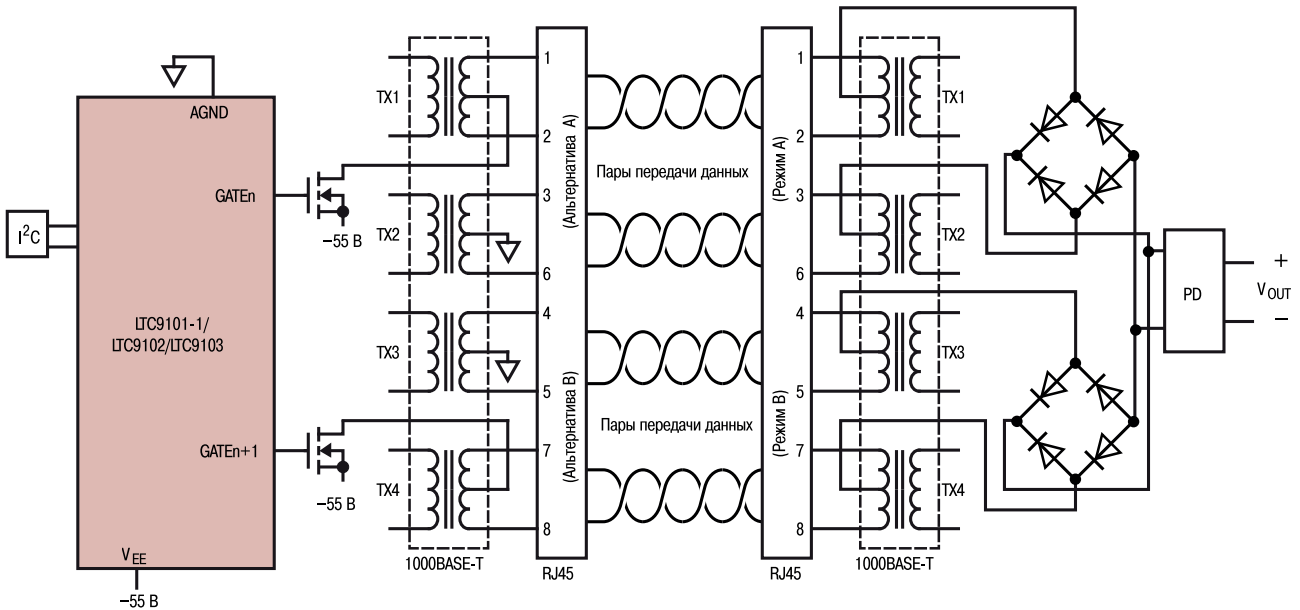 AGND
GATEn
I²C
–55 В
LTC9101-1/
LTC9102/LTC9103
GATEn+1
–55 В
VEE
–55 В
TX1
TX2
TX3
TX4
1000BASE-T
1
2
3
6
4
5
7
8
(Альтернатива А)
(Альтернатива В)
RJ45
Пары передачи данных
Пары передачи данных
1
2
3
6
4
5
7
8
(Режим А)
(Режим В)
RJ45
TX1
TX2
TX3
TX4
1000BASE-T
PD
+
VOUT
–